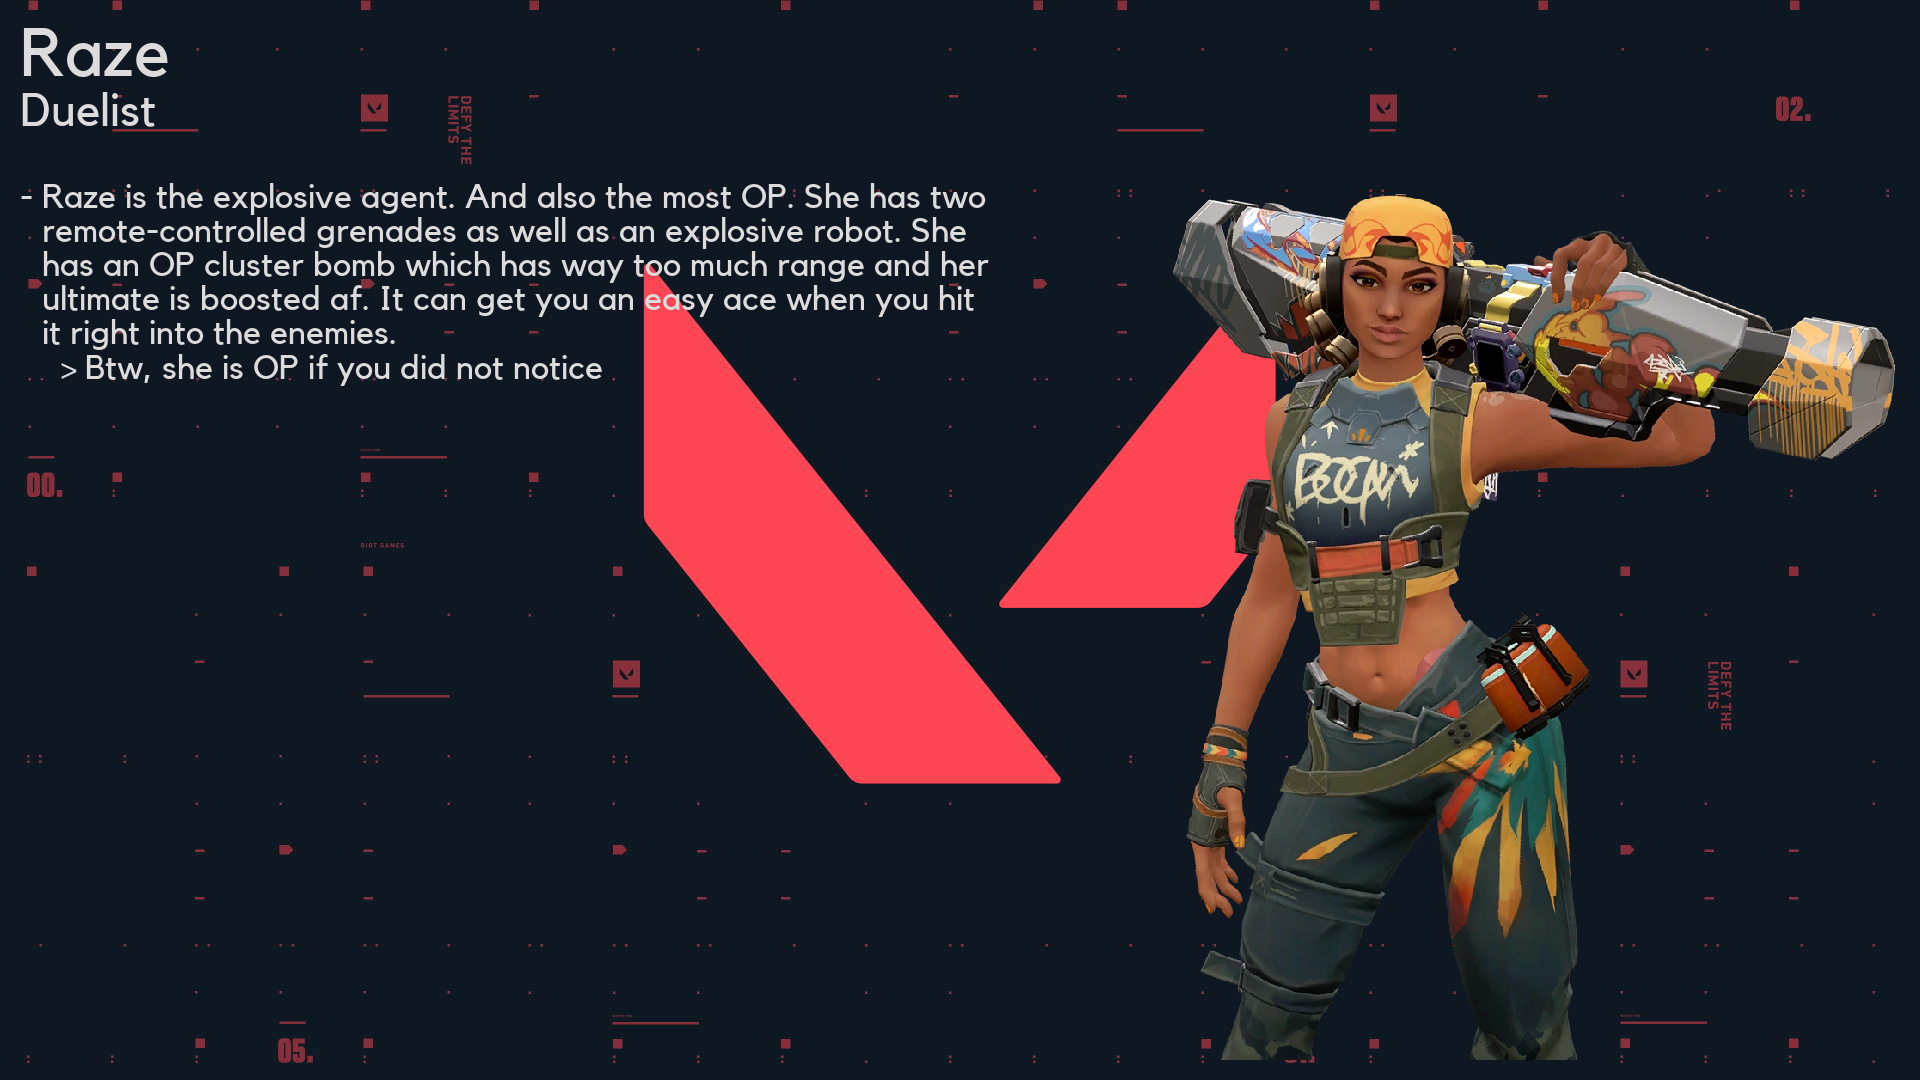 Raze
Duelist
DEFY THE
LIMITS
02.
- Raze is the explosive agent. And also the most OP. She has two
remote-controlled grenades as well as an explosive robot. She
has an OP cluster bomb which has way too much range and her
ultimate is boosted af. It can get you an easy ace when you hit
it right into the enemies.
> Btw, she is OP if you did not notice
BOOM
00.
RIOT GAMES
DEFY THE
LIMITS
05.